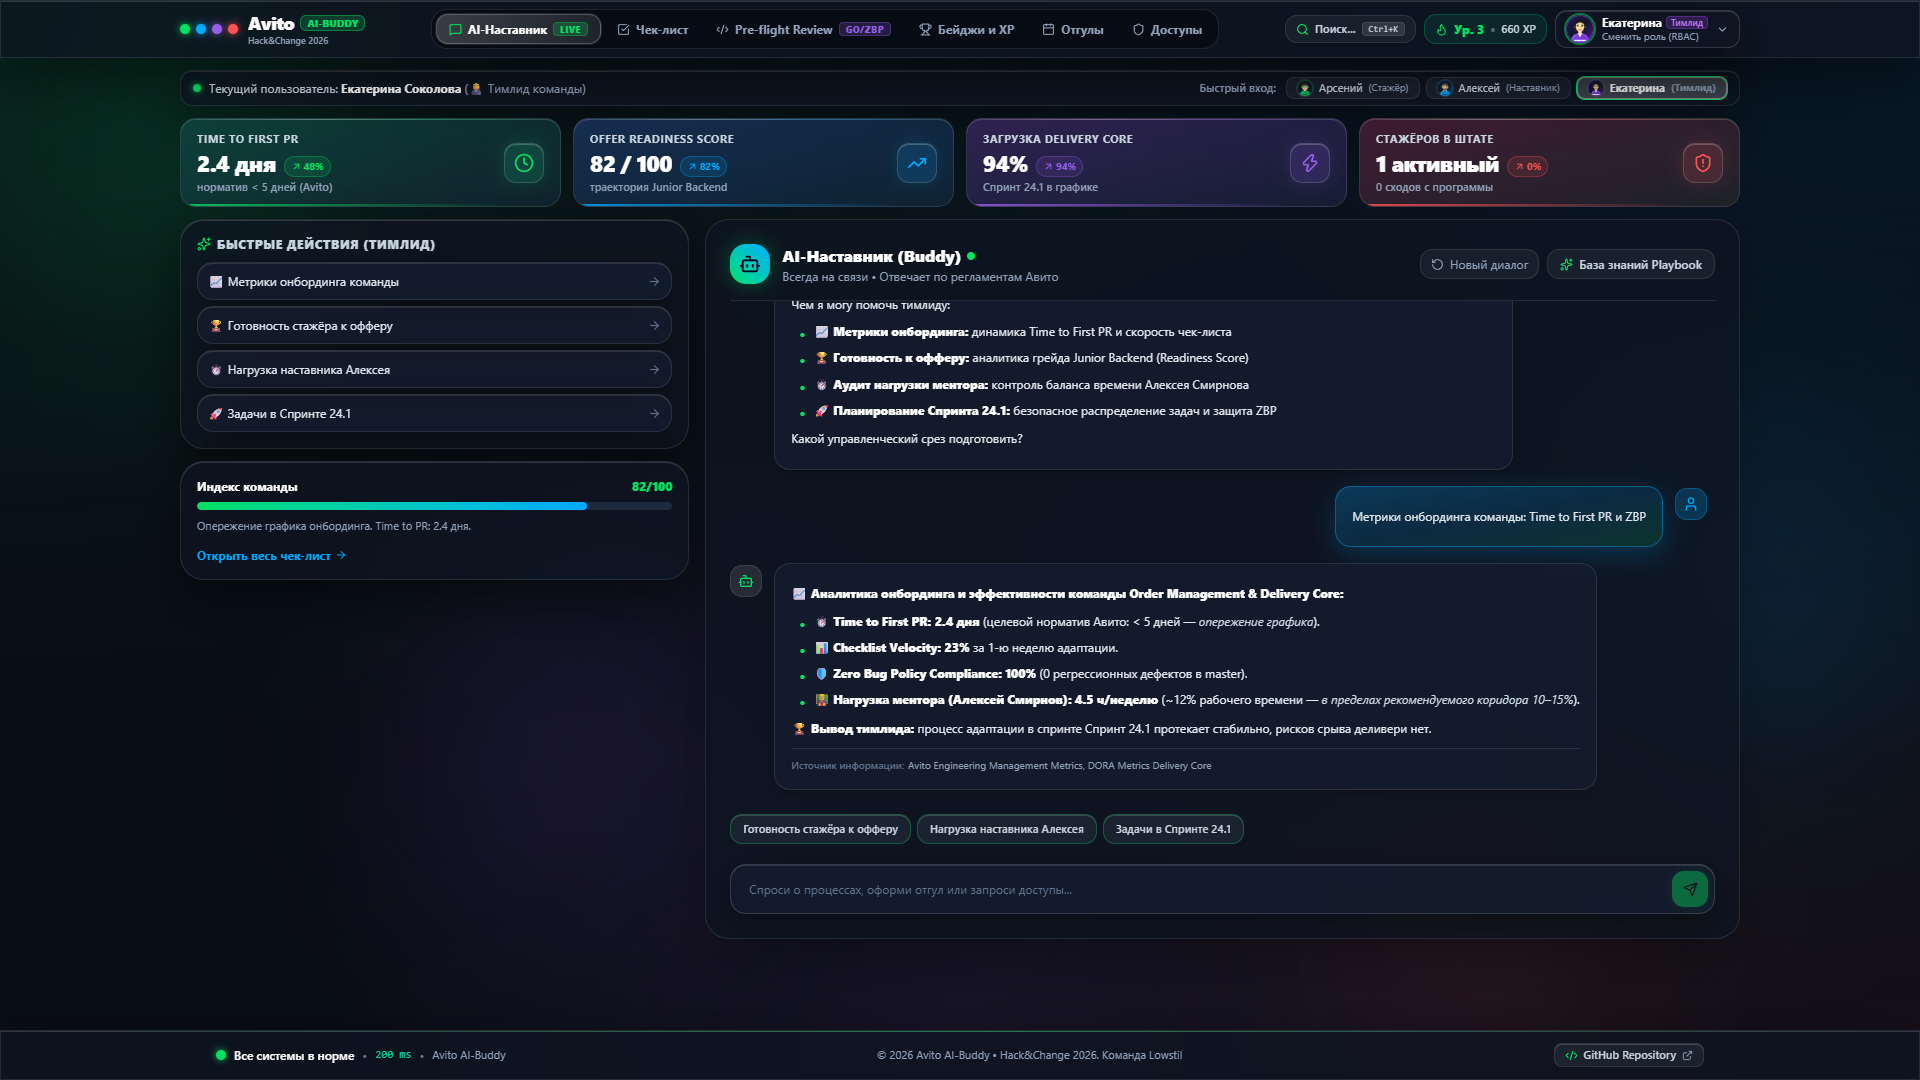 Avito AI-BUDDY
Hack&Change 2026
AI-Наставник LIVE
Чек-лист
Pre-flight Review GO/ZBP
Бейджи и XP
Отгулы
Доступы
Поиск... Ctrl+K
Ур. 3 • 660 XP
Екатерина Тимлид
Сменить роль (RBAC)
Текущий пользователь: Екатерина Соколова ( Тимлид команды)
Быстрый вход:
Арсений (Стажёр)
Алексей (Наставник)
Екатерина (Тимлид)
TIME TO FIRST PR
2.4 дня 48%
норматив < 5 дней (Avito)
OFFER READINESS SCORE
82 / 100 82%
траектория Junior Backend
ЗАГРУЗКА DELIVERY CORE
94% 94%
Спринт 24.1 в графике
СТАЖЁРОВ В ШТАТЕ
1 активный 0%
0 сходов с программы
БЫСТРЫЕ ДЕЙСТВИЯ (ТИМЛИД)
Метрики онбординга команды
Готовность стажёра к офферу
Нагрузка наставника Алексея
Задачи в Спринте 24.1
Индекс команды 82/100
Опережение графика онбординга. Time to PR: 2.4 дня.
Открыть весь чек-лист
AI-Наставник (Buddy)
Всегда на связи • Отвечает по регламентам Авито
Новый диалог
База знаний Playbook
Чем я могу помочь тимлиду:
Метрики онбординга: динамика Time to First PR и скорость чек-листа
Готовность к офферу: аналитика грейда Junior Backend (Readiness Score)
Аудит нагрузки ментора: контроль баланса времени Алексея Смирнова
Планирование Спринта 24.1: безопасное распределение задач и защита ZBP
Какой управленческий срез подготовить?
Метрики онбординга команды: Time to First PR и ZBP
Аналитика онбординга и эффективности команды Order Management & Delivery Core:
Time to First PR: 2.4 дня (целевой норматив Авито: < 5 дней — опережение графика).
Checklist Velocity: 23% за 1-ю неделю адаптации.
Zero Bug Policy Compliance: 100% (0 регрессионных дефектов в master).
Нагрузка ментора (Алексей Смирнов): 4.5 ч/неделю (~12% рабочего времени — в пределах рекомендуемого коридора 10–15%).
Вывод тимлида: процесс адаптации в спринте Спринт 24.1 протекает стабильно, рисков срыва деливери нет.
Источник информации: Avito Engineering Management Metrics, DORA Metrics Delivery Core
Готовность стажёра к офферу
Нагрузка наставника Алексея
Задачи в Спринте 24.1
Спроси о процессах, оформи отгул или запроси доступы...
Все системы в норме • 200 ms • Avito AI-Buddy
© 2026 Avito AI-Buddy • Hack&Change 2026. Команда Lowstil
GitHub Repository